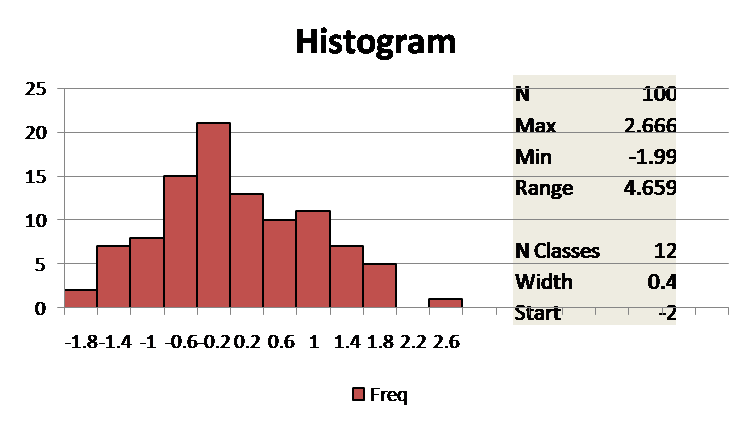 Histogram
25
20
15
10
5
0
-1.8 -1.4 -1 -0.6 -0.2 0.2 0.6 1 1.4 1.8 2.2 2.6
Freq
N 100
Max 2.666
Min -1.99
Range 4.659
N Classes 12
Width 0.4
Start -2